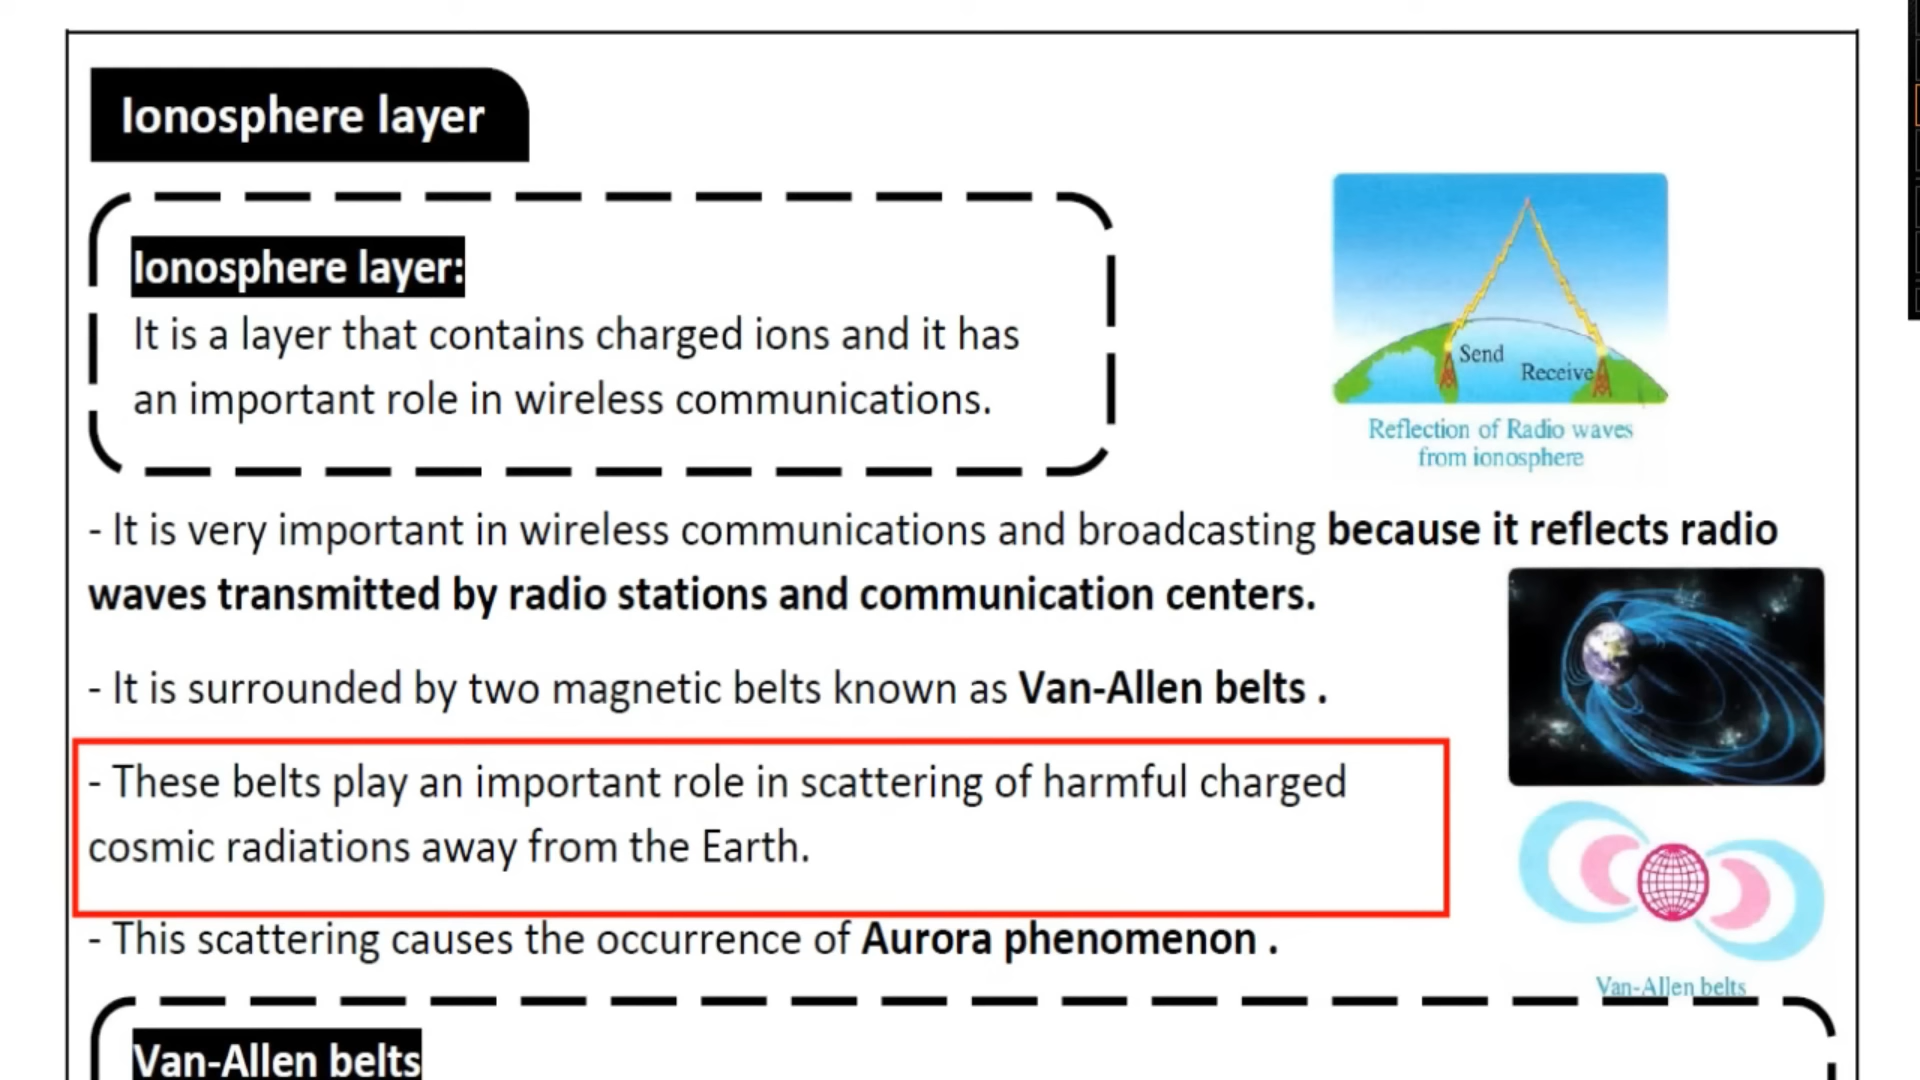 Ionosphere layer
Ionosphere layer:
It is a layer that contains charged ions and it has
an important role in wireless communications.
Send
Receive
Reflection of Radio waves
from ionosphere
- It is very important in wireless communications and broadcasting because it reflects radio
waves transmitted by radio stations and communication centers.
- It is surrounded by two magnetic belts known as Van-Allen belts .
- These belts play an important role in scattering of harmful charged
cosmic radiations away from the Earth.
- This scattering causes the occurrence of Aurora phenomenon .
Van-Allen belts
Van-Allen belts